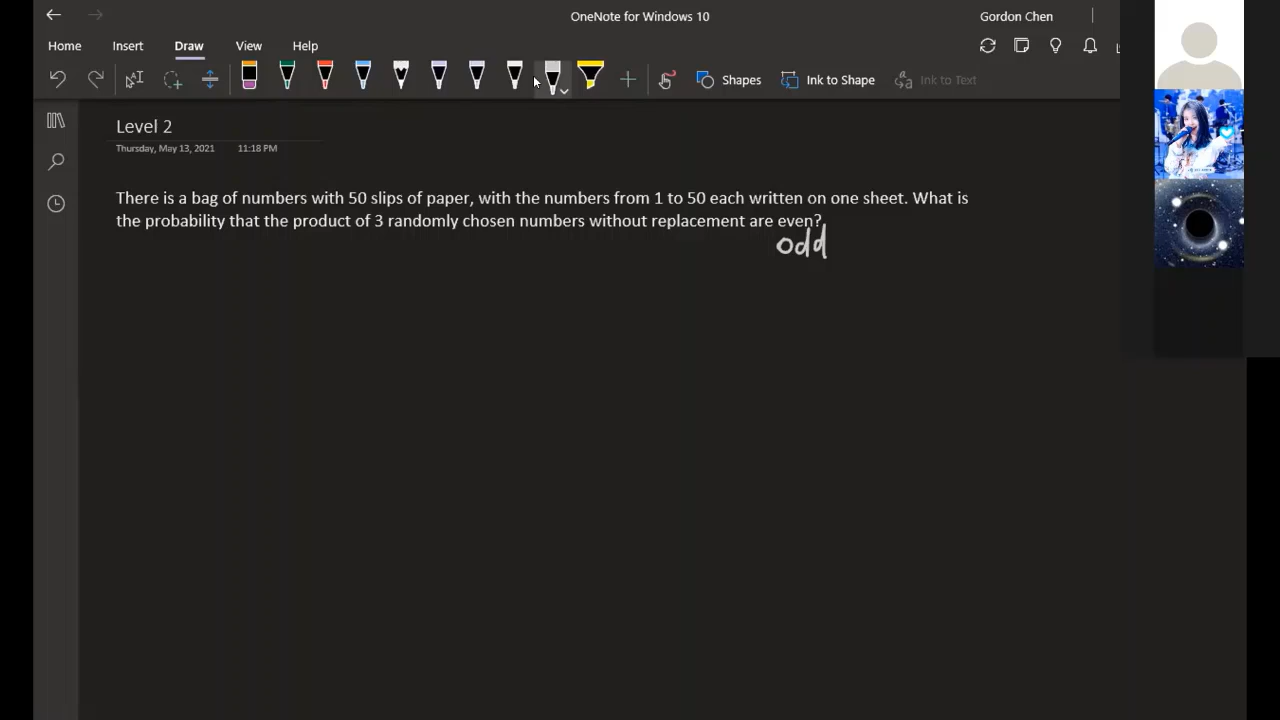 OneNote for Windows 10
Gordon Chen
Home Insert Draw View Help
Shapes Ink to Shape Ink to Text
Level 2
Thursday, May 13, 2021 11:18 PM
There is a bag of numbers with 50 slips of paper, with the numbers from 1 to 50 each written on one sheet. What is
the probability that the product of 3 randomly chosen numbers without replacement are even?
odd